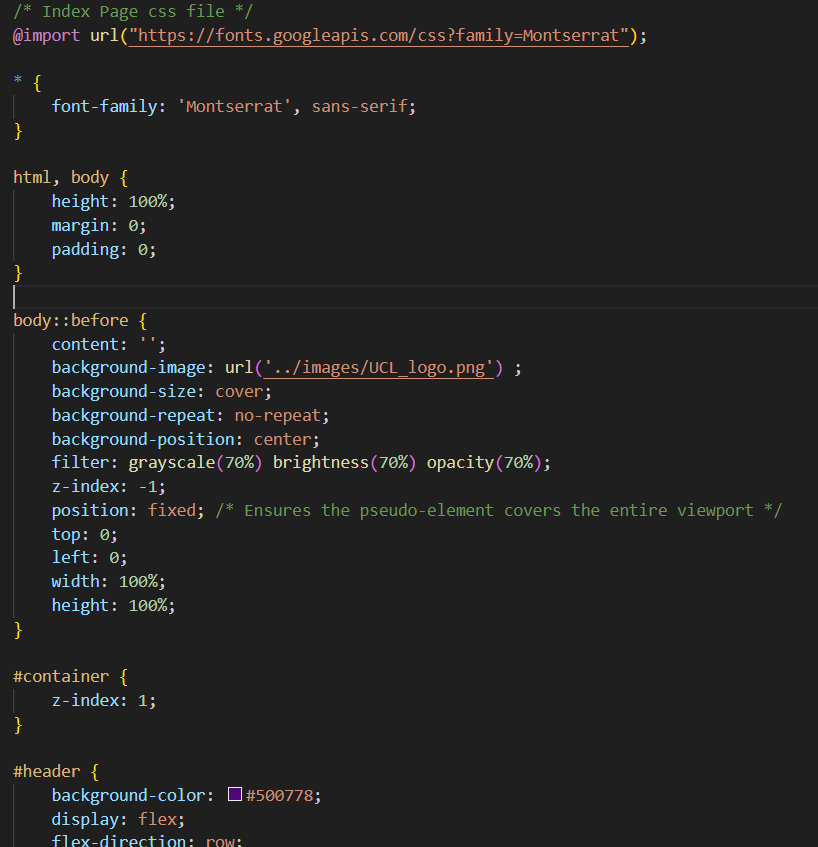 /* Index Page css file */
@import url("https://fonts.googleapis.com/css?family=Montserrat");
* {
font-family: 'Montserrat', sans-serif;
}
html, body {
height: 100%;
margin: 0;
padding: 0;
}
body::before {
content: '';
background-image: url('../images/UCL_logo.png') ;
background-size: cover;
background-repeat: no-repeat;
background-position: center;
filter: grayscale(70%) brightness(70%) opacity(70%);
z-index: -1;
position: fixed; /* Ensures the pseudo-element covers the entire viewport */
top: 0;
left: 0;
width: 100%;
height: 100%;
}
#container {
z-index: 1;
}
#header {
background-color: #500778;
display: flex;
flex-direction: row;